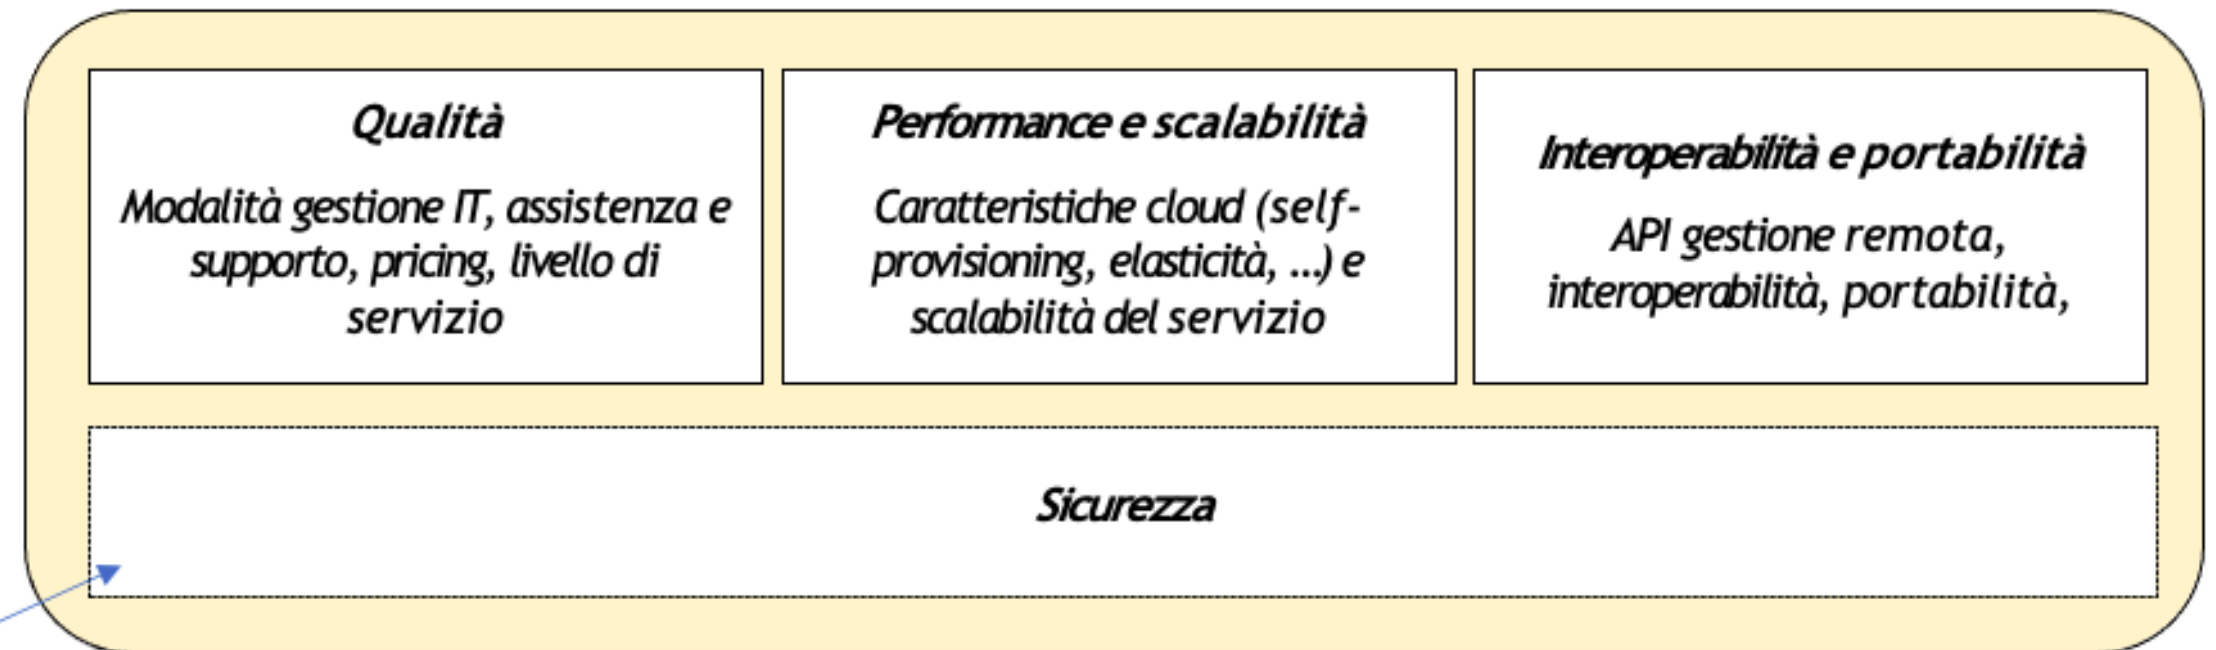 Qualità
Modalità gestione IT, assistenza e
supporto, pricing, livello di
servizio
Performance e scalabilità
Caratteristiche cloud (self-
provisioning, elasticità, ...) e
scalabilità del servizio
Interoperabilità e portabilità
API gestione remota,
interoperabilità, portabilità,
Sicurezza